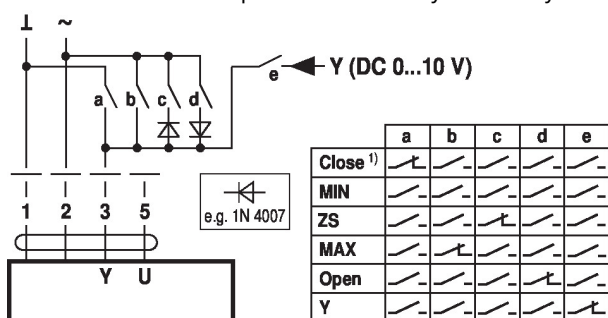 ⊥ ~
a b c d e Y (DC 0...10 V)
1 2 3 5
Y U
e.g. 1N 4007
a b c d e
Close 1)
MIN
ZS
MAX
Open
Y